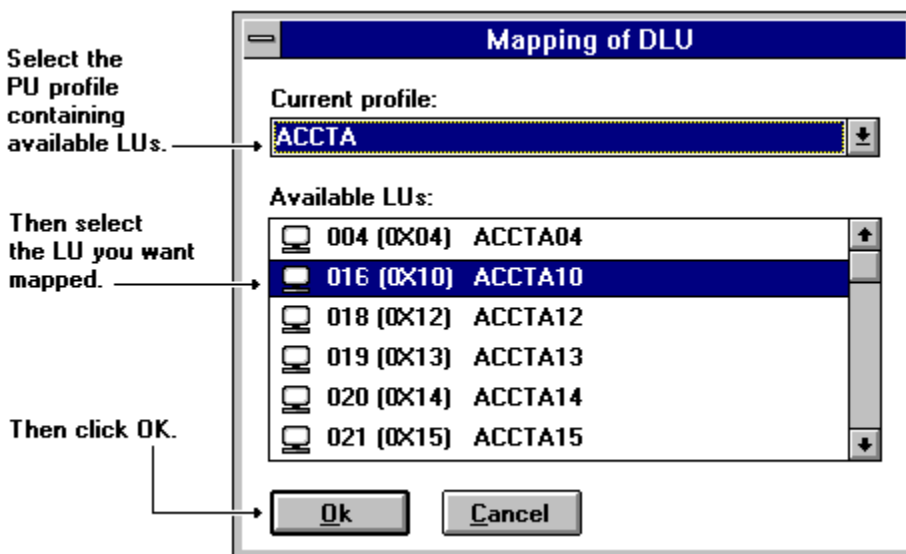 Mapping of DLU
Select the
PU profile
containing
available LUs.
Current profile:
ACCTA
Available LUs:
Then select
the LU you want
mapped.
004 (0X04) ACCTA04
016 (0X10) ACCTA10
018 (0X12) ACCTA12
019 (0X13) ACCTA13
020 (0X14) ACCTA14
021 (0X15) ACCTA15
Then click OK.
Ok
Cancel